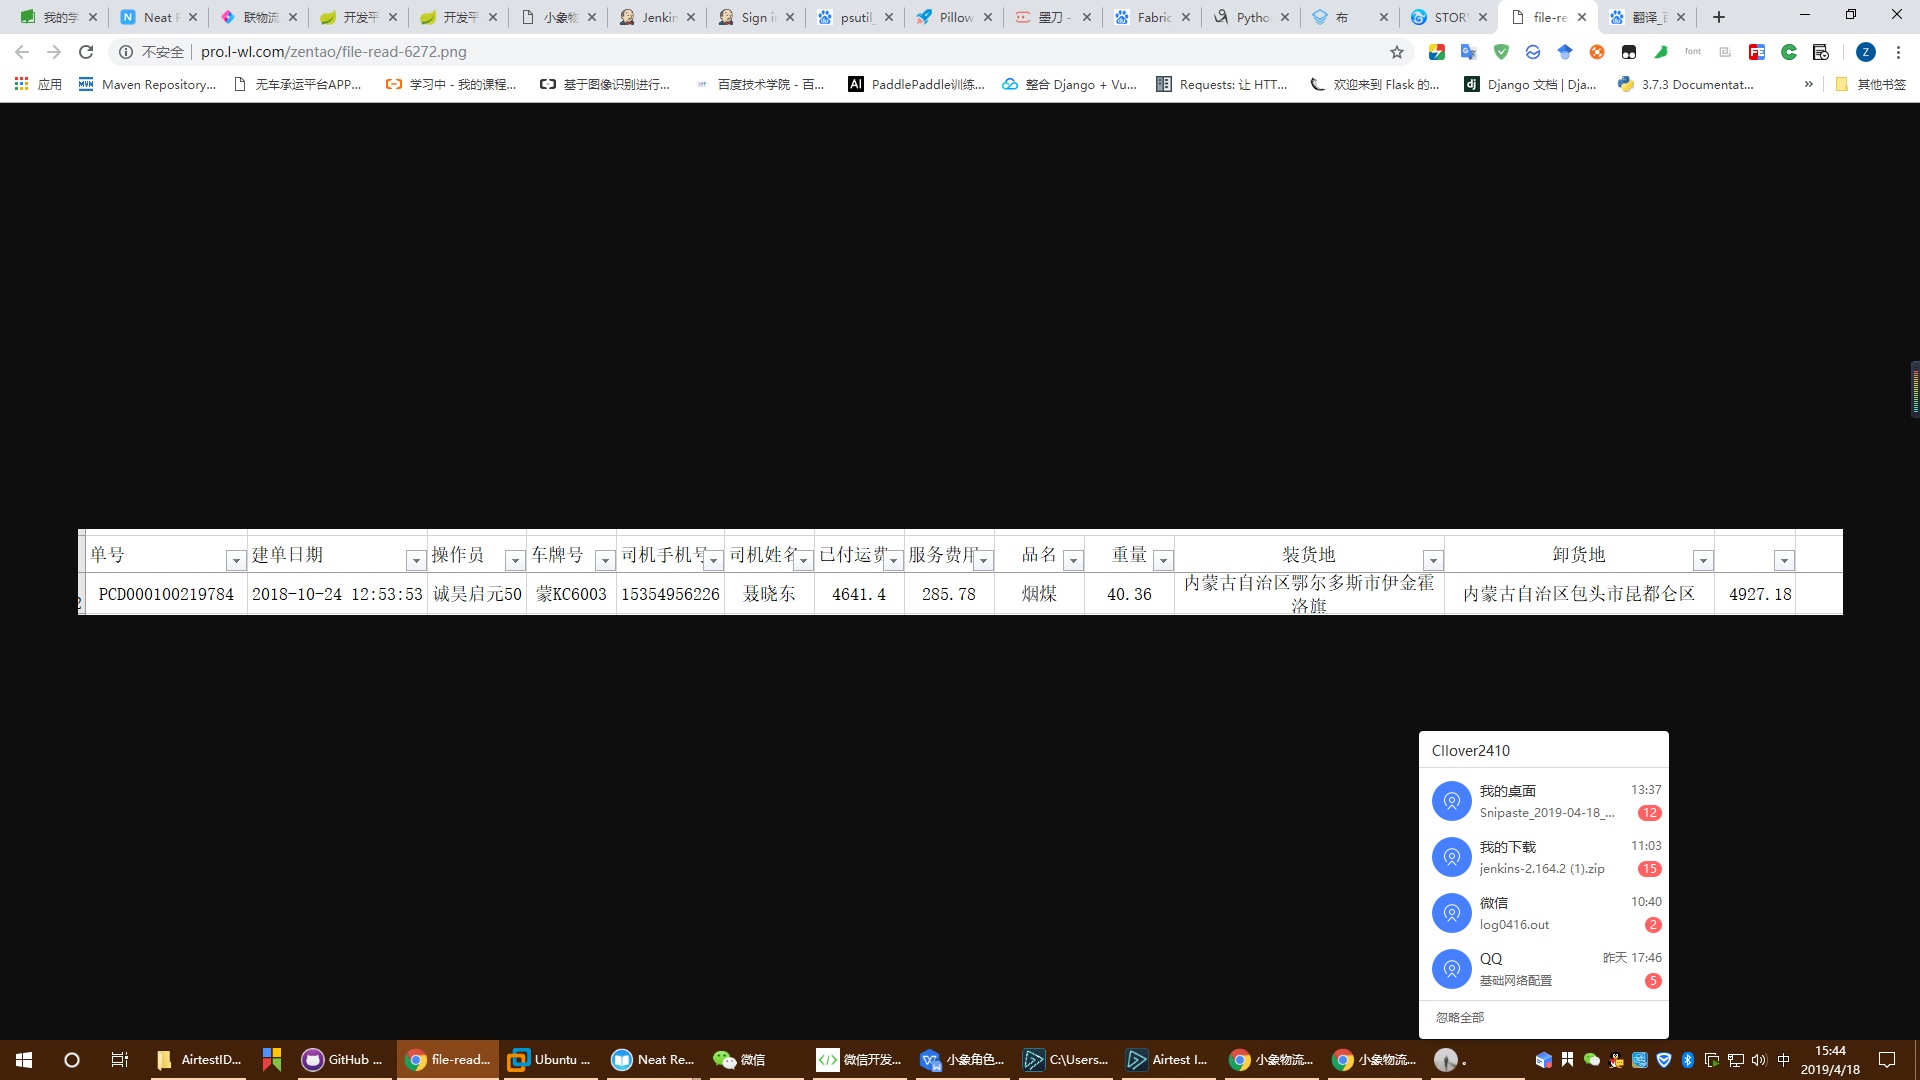 我的学
Neat
联物流
开发平
开发平
小象物
Jenkin
Sign i
psutil_
Pillow
墨刀 -
Fabric
Pytho
布
STOR
file-re
翻译_
不安全
pro.l-wl.com/zentao/file-read-6272.png
应用
Maven Repository...
无车承运平台APP...
学习中 - 我的课程...
基于图像识别进行...
百度技术学院 - 百...
PaddlePaddle训练...
整合 Django + Vu...
Requests: 让 HTT...
欢迎来到 Flask 的...
Django 文档 | Dja...
3.7.3 Documentat...
»
其他书签
单号 建单日期 操作员 车牌号 司机手机号 司机姓名 已付运费 服务费用 品名 重量 装货地 卸货地
PCD000100219784 2018-10-24 12:53:53 诚昊启元50 蒙KC6003 15354956226 聂晓东 4641.4 285.78 烟煤 40.36 内蒙古自治区鄂尔多斯市伊金霍 内蒙古自治区包头市昆都仑区 4927.18
洛旗
Cllover2410
我的桌面 13:37
Snipaste_2019-04-18_... 12
我的下载 11:03
jenkins-2.164.2 (1).zip 15
微信 10:40
log0416.out 2
QQ 昨天 17:46
基础网络配置 5
忽略全部
AirtestID...
GitHub ...
file-read...
Ubuntu ...
Neat Re...
微信
微信开发...
小象角色...
C:\Users...
Airtest I...
小象物流...
小象物流...
中
15:44
2019/4/18